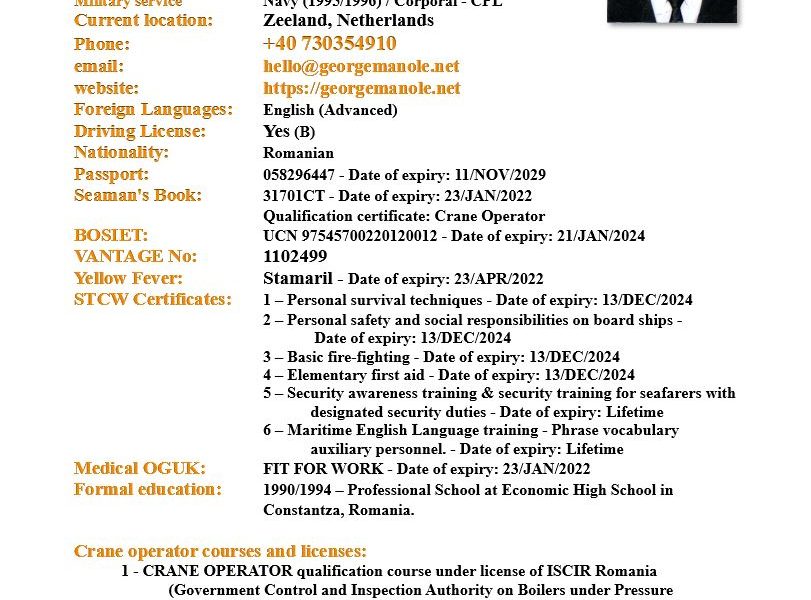 Military service Navy (1995/1996) / Corporal - CPL
Current location: Zeeland, Netherlands
Phone: +40 730354910
email: hello@georgemanole.net
website: https://georgemanole.net
Foreign Languages: English (Advanced)
Driving License: Yes (B)
Nationality: Romanian
Passport: 058296447 - Date of expiry: 11/NOV/2029
Seaman's Book: 31701CT - Date of expiry: 23/JAN/2022
Qualification certificate: Crane Operator
BOSIET: UCN 97545700220120012 - Date of expiry: 21/JAN/2024
VANTAGE No: 1102499
Yellow Fever: Stamaril - Date of expiry: 23/APR/2022
STCW Certificates: 1 – Personal survival techniques - Date of expiry: 13/DEC/2024
2 – Personal safety and social responsibilities on board ships -
Date of expiry: 13/DEC/2024
3 – Basic fire-fighting - Date of expiry: 13/DEC/2024
4 – Elementary first aid - Date of expiry: 13/DEC/2024
5 – Security awareness training & security training for seafarers with
designated security duties - Date of expiry: Lifetime
6 – Maritime English Language training - Phrase vocabulary
auxiliary personnel. - Date of expiry: Lifetime
Medical OGUK: FIT FOR WORK - Date of expiry: 23/JAN/2022
Formal education: 1990/1994 – Professional School at Economic High School in
Constantza, Romania.
Crane operator courses and licenses:
1 - CRANE OPERATOR qualification course under license of ISCIR Romania
(Government Control and Inspection Authority on Boilers under Pressure